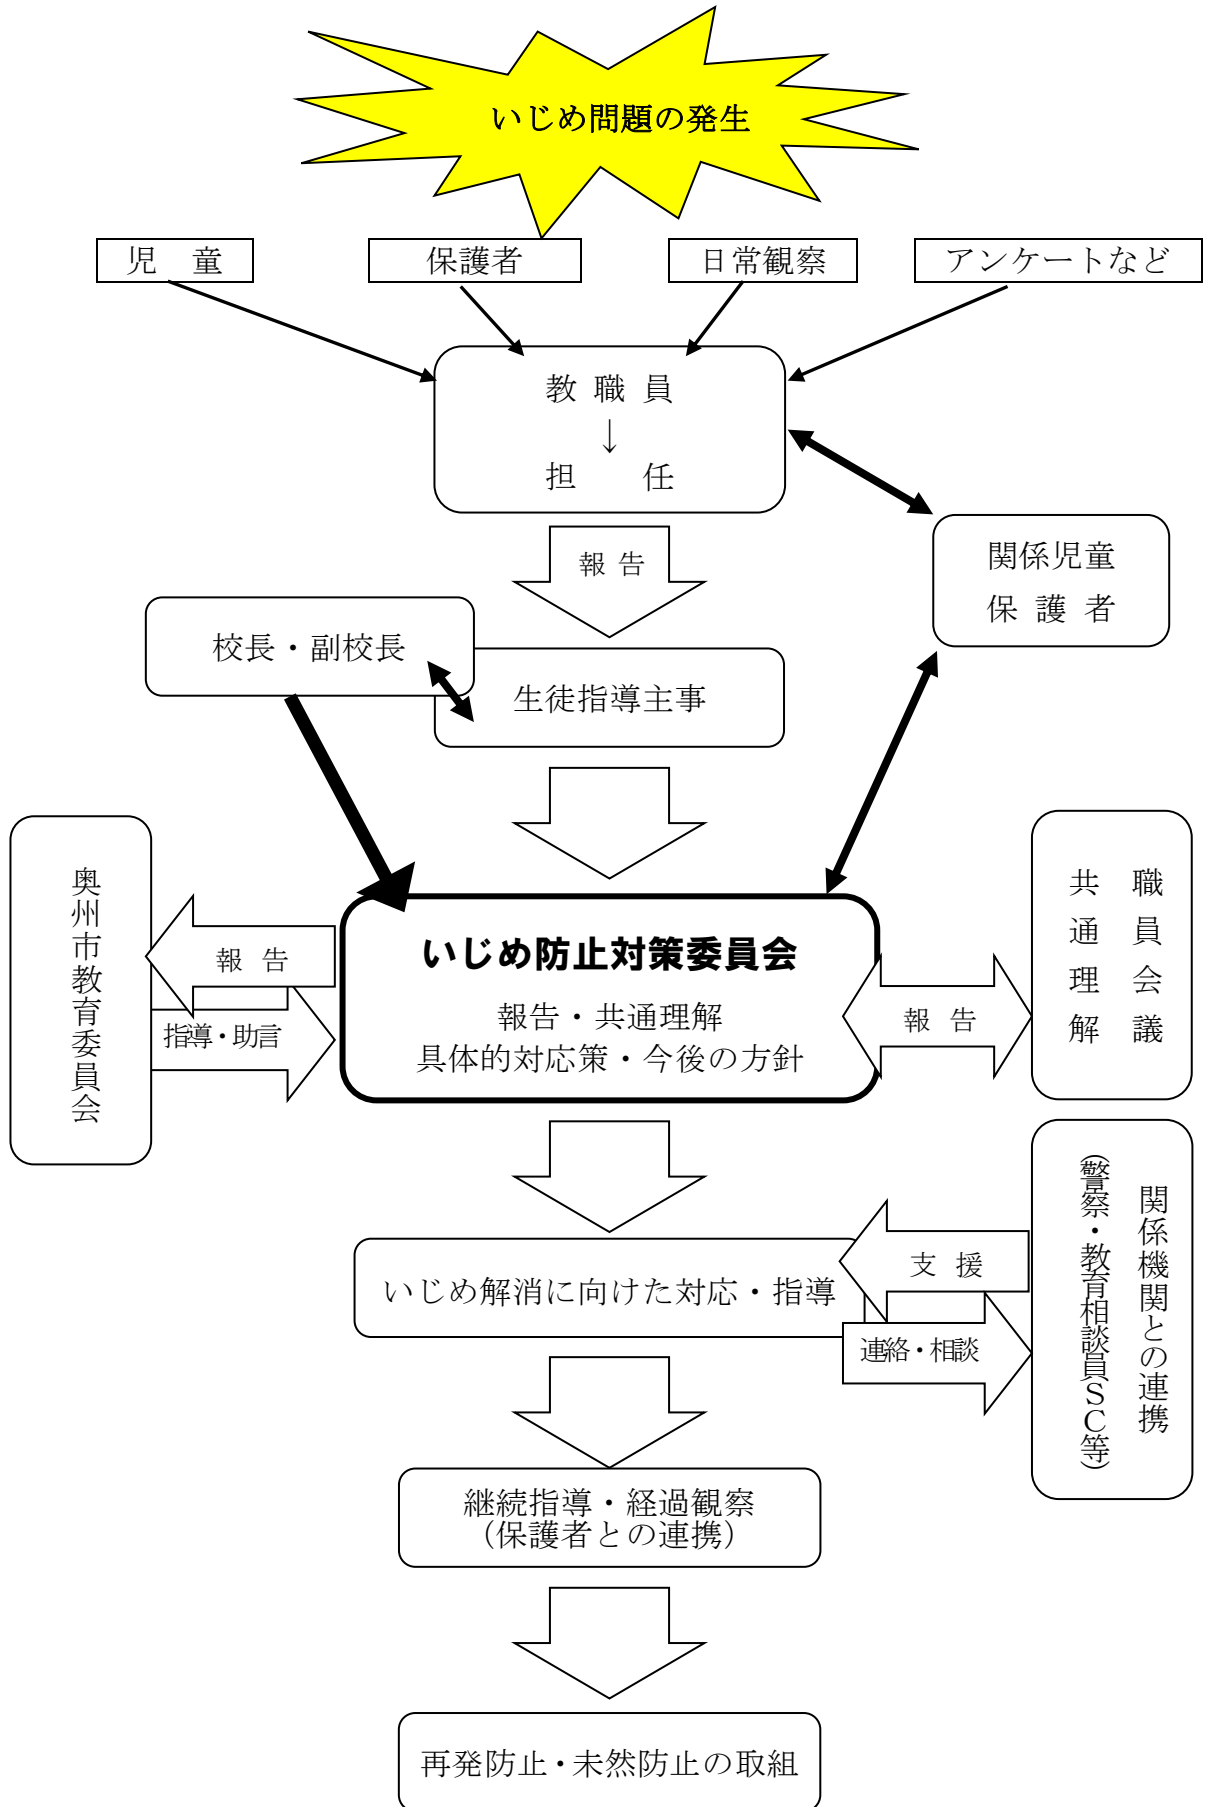 いじめ問題の発生
児　童
保護者
日常観察
アンケートなど
教 職 員
↓
担　　任
報 告
関係児童
保 護 者
校長・副校長
生徒指導主事
奥州市教育委員会
報 告
指導・助言
いじめ防止対策委員会
報告・共通理解
具体的対応策・今後の方針
報 告
職員会議
共通理解
いじめ解消に向けた対応・指導
支 援
連絡・相談
関係機関との連携
(警察・教育相談員ＳＣ等)
継続指導・経過観察
（保護者との連携）
再発防止・未然防止の取組